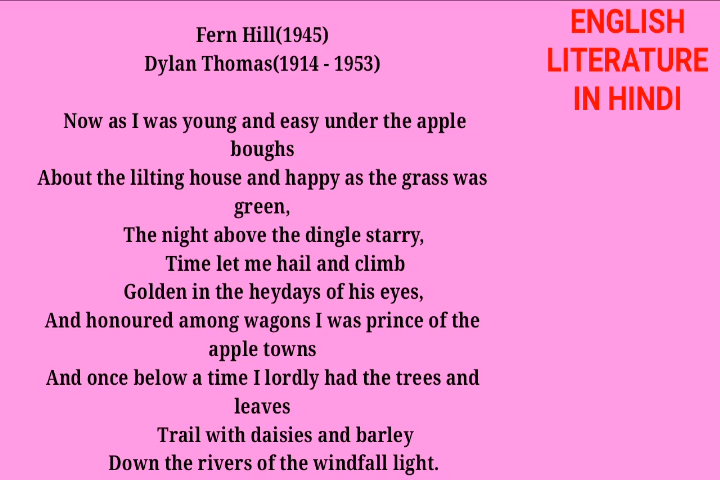 Fern Hill(1945)
Dylan Thomas(1914 - 1953)
Now as I was young and easy under the apple
boughs
About the lilting house and happy as the grass was
green,
The night above the dingle starry,
Time let me hail and climb
Golden in the heydays of his eyes,
And honoured among wagons I was prince of the
apple towns
And once below a time I lordly had the trees and
leaves
Trail with daisies and barley
Down the rivers of the windfall light.
ENGLISH
LITERATURE
IN HINDI